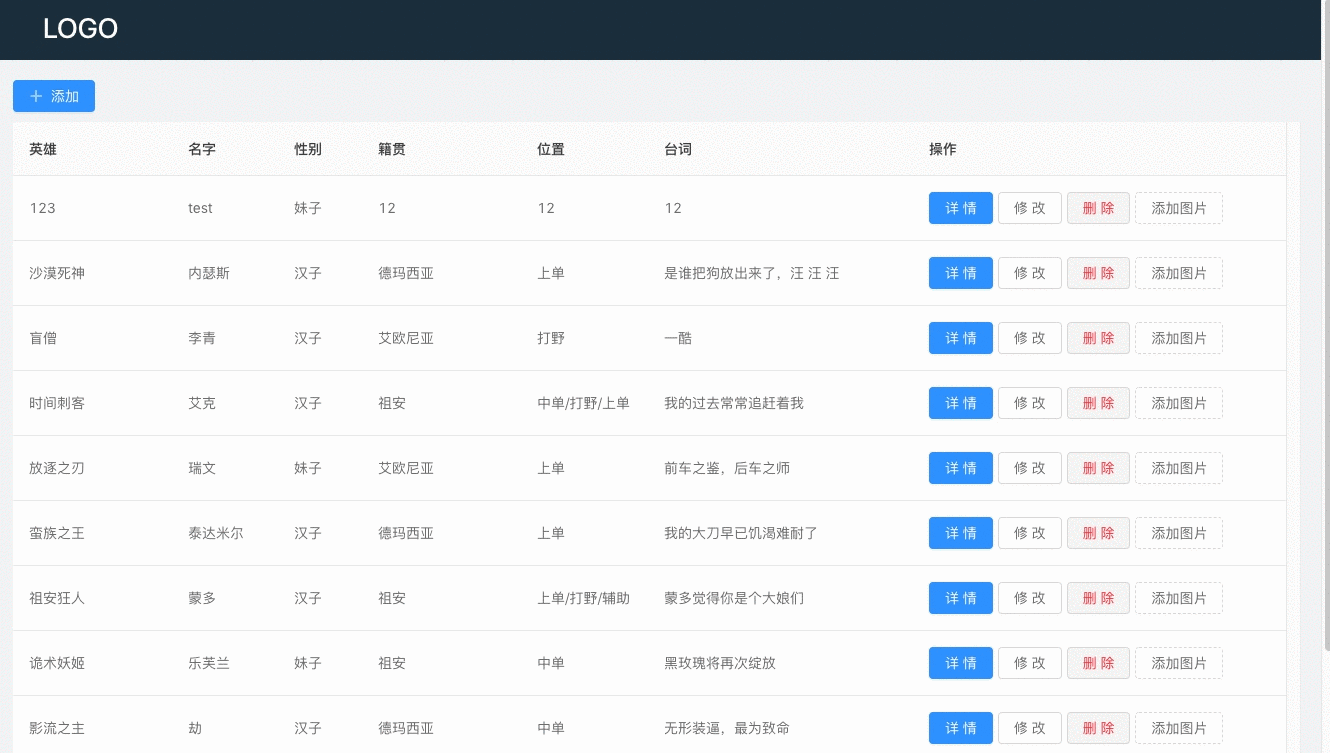 LOGO
+ 添加
英雄 名字 性别 籍贯 位置 台词 操作
123 test 妹子 12 12 12 详 情 修 改 删 除 添加图片
沙漠死神 内瑟斯 汉子 德玛西亚 上单 是谁把狗放出来了，汪 汪 汪 详 情 修 改 删 除 添加图片
盲僧 李青 汉子 艾欧尼亚 打野 一酷 详 情 修 改 删 除 添加图片
时间刺客 艾克 汉子 祖安 中单/打野/上单 我的过去常常追赶着我 详 情 修 改 删 除 添加图片
放逐之刃 瑞文 妹子 艾欧尼亚 上单 前车之鉴，后车之师 详 情 修 改 删 除 添加图片
蛮族之王 泰达米尔 汉子 德玛西亚 上单 我的大刀早已饥渴难耐了 详 情 修 改 删 除 添加图片
祖安狂人 蒙多 汉子 祖安 上单/打野/辅助 蒙多觉得你是个大娘们 详 情 修 改 删 除 添加图片
诡术妖姬 乐芙兰 妹子 祖安 中单 黑玫瑰将再次绽放 详 情 修 改 删 除 添加图片
影流之主 劫 汉子 德玛西亚 中单 无形装逼，最为致命 详 情 修 改 删 除 添加图片